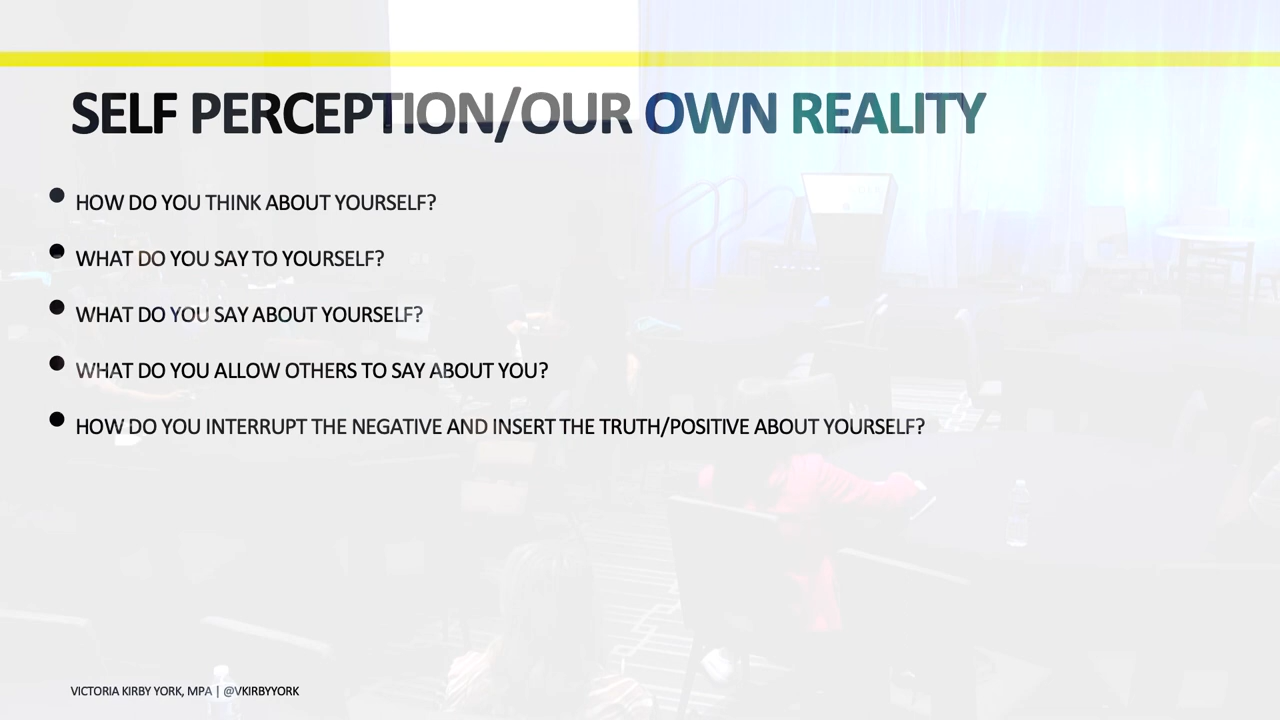 SELF PERCEPTION/OUR OWN REALITY
HOW DO YOU THINK ABOUT YOURSELF?
WHAT DO YOU SAY TO YOURSELF?
WHAT DO YOU SAY ABOUT YOURSELF?
WHAT DO YOU ALLOW OTHERS TO SAY ABOUT YOU?
HOW DO YOU INTERRUPT THE NEGATIVE AND INSERT THE TRUTH/POSITIVE ABOUT YOURSELF?
VICTORIA KIRBY YORK, MPA | @VKIRBYYORK